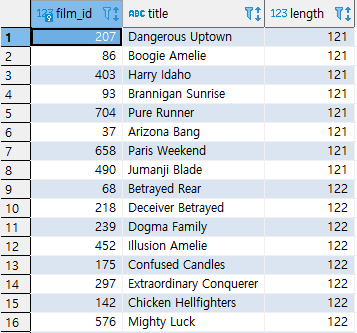 123 film_id ABC title 123 length
1 207 Dangerous Uptown 121
2 86 Boogie Amelie 121
3 403 Harry Idaho 121
4 93 Brannigan Sunrise 121
5 704 Pure Runner 121
6 37 Arizona Bang 121
7 658 Paris Weekend 121
8 490 Jumanji Blade 121
9 68 Betrayed Rear 122
10 218 Deceiver Betrayed 122
11 239 Dogma Family 122
12 452 Illusion Amelie 122
13 175 Confused Candles 122
14 297 Extraordinary Conquerer 122
15 142 Chicken Hellfighters 122
16 576 Mighty Luck 122